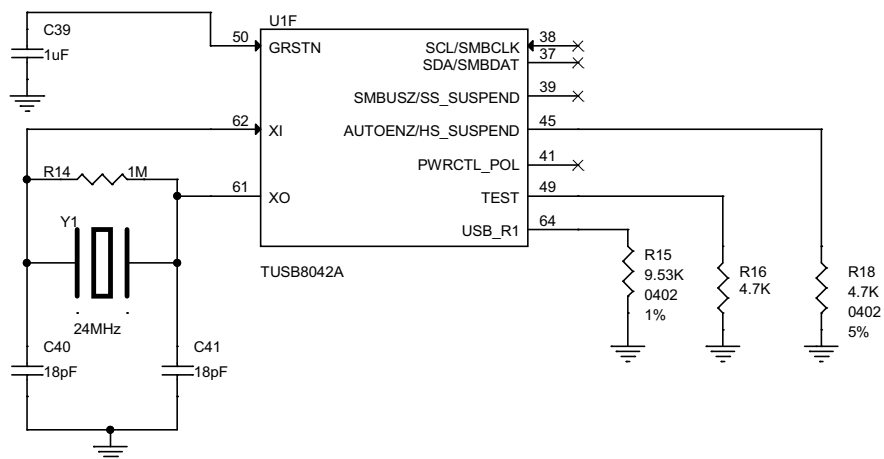 U1F
C39
1uF
50
GRSTN
SCL/SMBCLK
38
SDA/SMBDAT
37
SMBUSZ/SS_SUSPEND
39
62
XI
AUTOENZ/HS_SUSPEND
45
PWRCTL_POL
41
R14
1M
61
XO
TEST
49
USB_R1
64
Y1
24MHz
TUSB8042A
R15
9.53K
0402
1%
R16
4.7K
R18
4.7K
0402
5%
C40
18pF
C41
18pF